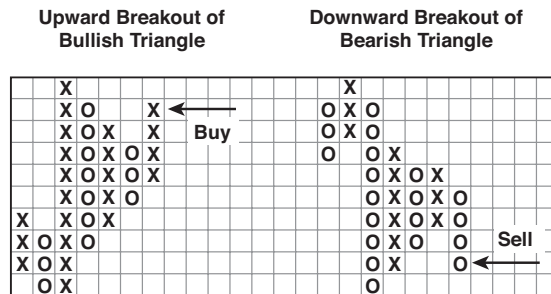 Upward Breakout of
Bullish Triangle
Downward Breakout of
Bearish Triangle
X X
X O X O X O
X O X X Buy O X O
X O X O X O O X
X O X O X O X O X
X O X O O X O X O
X X O X O X O X O
X O X O O X O O Sell
X O X O X O
O X O